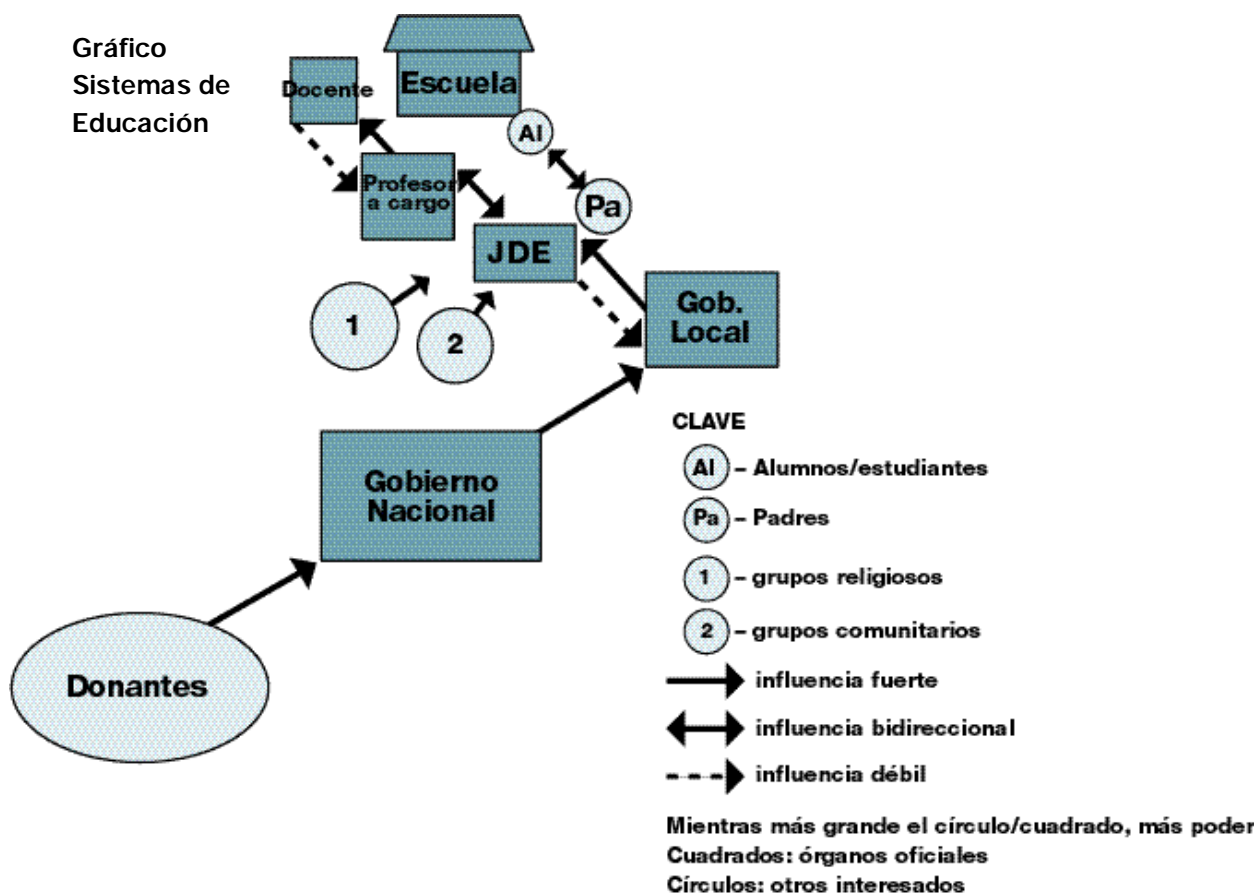 Gráfico
Sistemas de
Educación
Docente
Escuela
Al
Profesor
a cargo
Pa
JDE
1
2
Gob.
Local
Gobierno
Nacional
Donantes
CLAVE
Al – Alumnos/estudiantes
Pa – Padres
1 – grupos religiosos
2 – grupos comunitarios
influencia fuerte
influencia bidireccional
influencia débil
Mientras más grande el círculo/cuadrado, más poder
Cuadrados: órganos oficiales
Círculos: otros interesados